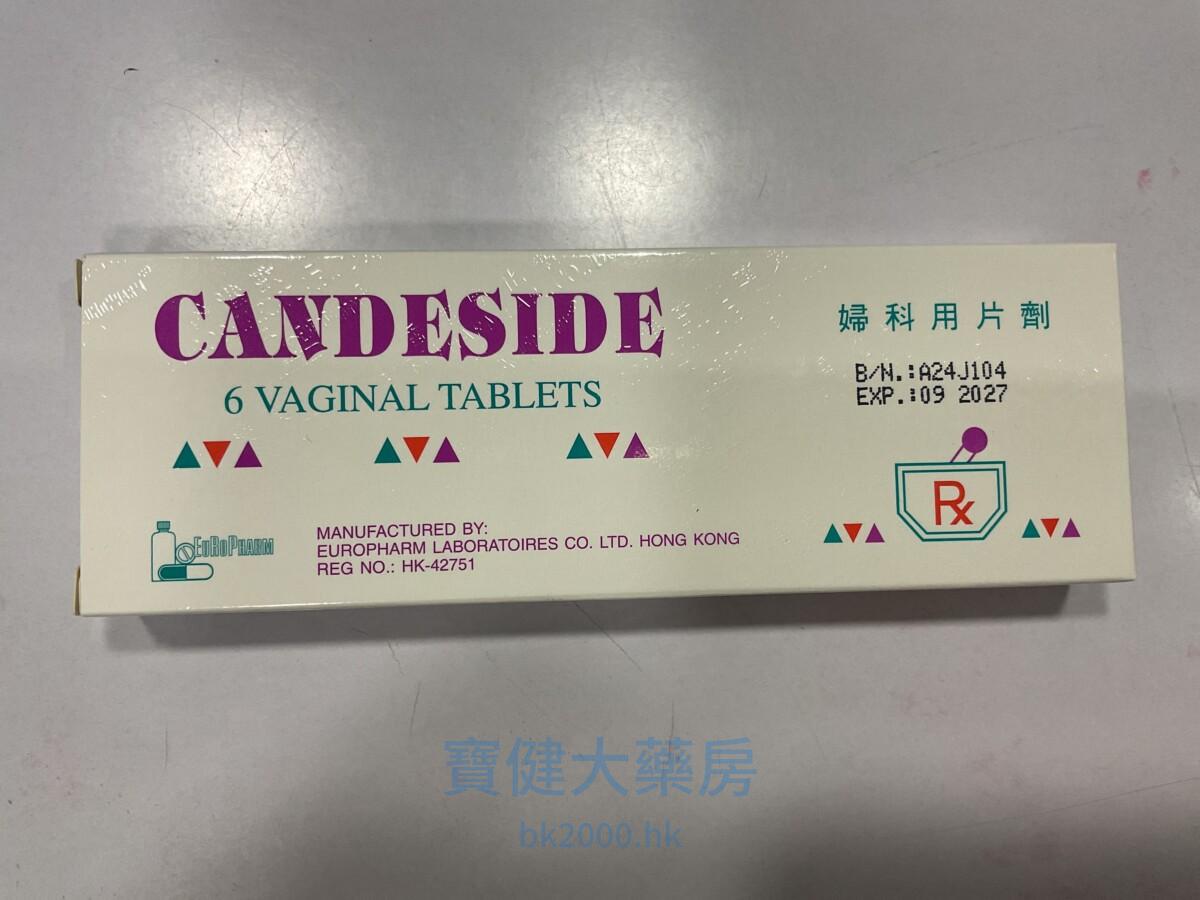 CANDESIDE
6 VAGINAL TABLETS
婦科用片劑
B/N.:A24J104
EXP.:09 2027
Rx
EUROPHARM
MANUFACTURED BY:
EUROPHARM LABORATOIRES CO. LTD. HONG KONG
REG NO.: HK-42751
寶健大藥房
bk2000.hk